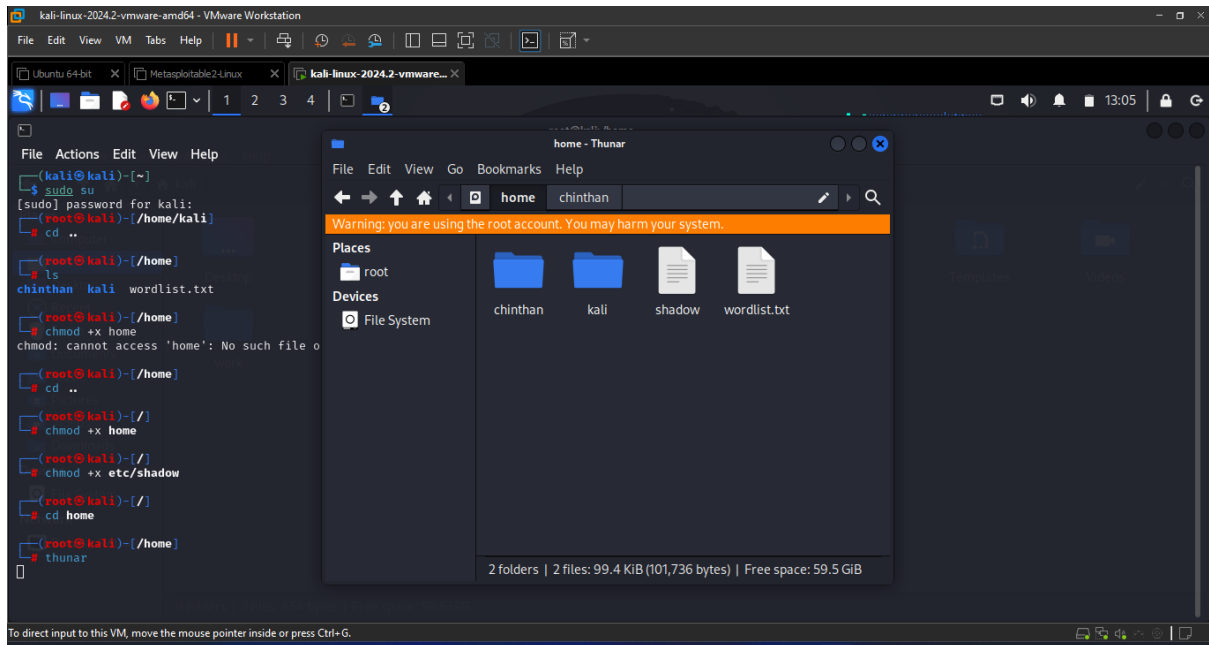 kali-linux-2024.2-vmware-amd64 - VMware Workstation
File Edit View VM Tabs Help
Ubuntu 64-bit Metasploitable2-Linux kali-linux-2024.2-vmware...
1 2 3 4 2 13:05
File Actions Edit View Help
(kali㉿kali)-[~]
$ sudo su
[sudo] password for kali:
(root㉿kali)-[/home/kali]
# cd ..
(root㉿kali)-[/home]
# ls
chinthan kali wordlist.txt
(root㉿kali)-[/home]
# chmod +x home
chmod: cannot access 'home': No such file o
(root㉿kali)-[/home]
# cd ..
(root㉿kali)-[/]
# chmod +x home
(root㉿kali)-[/]
# chmod +x etc/shadow
(root㉿kali)-[/]
# cd home
(root㉿kali)-[/home]
# thunar
home - Thunar
File Edit View Go Bookmarks Help
home chinthan
Warning: you are using the root account. You may harm your system.
Places
root
Devices
File System
chinthan kali shadow wordlist.txt
2 folders | 2 files: 99.4 KiB (101,736 bytes) | Free space: 59.5 GiB
Templates Videos
To direct input to this VM, move the mouse pointer inside or press Ctrl+G.